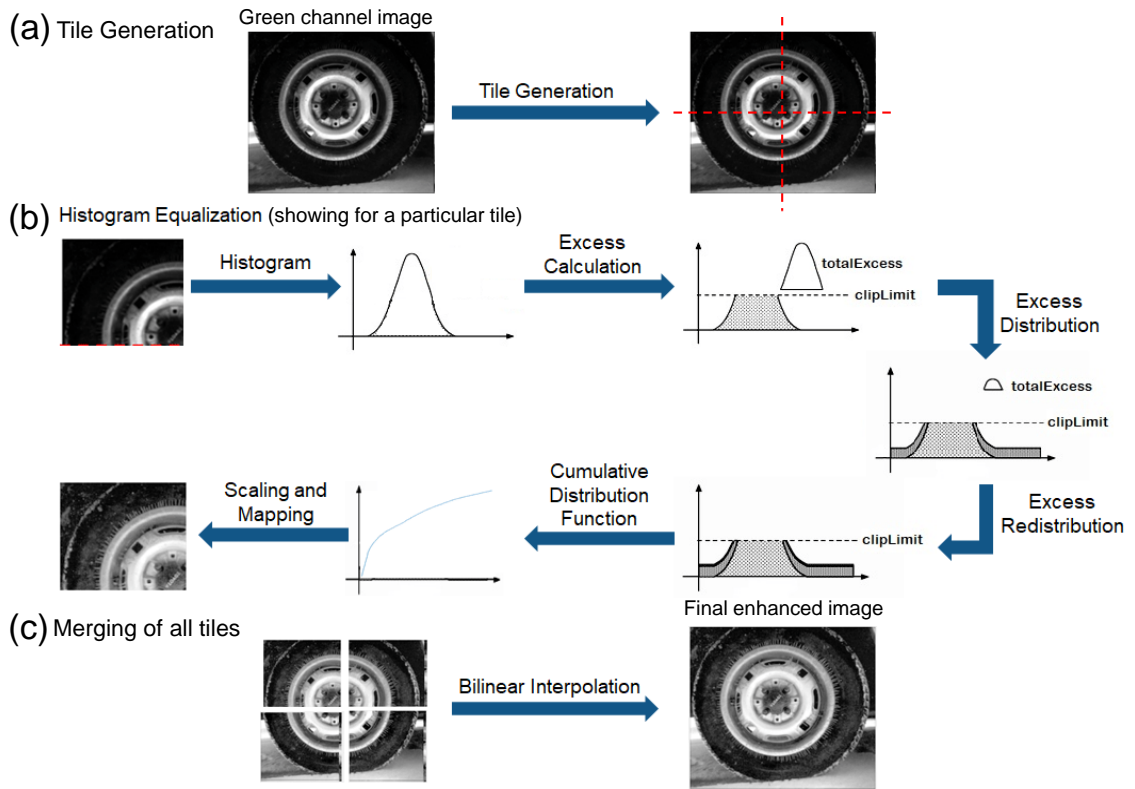 (a) Tile Generation
Green channel image
Tile Generation
(b) Histogram Equalization (showing for a particular tile)
Histogram
Excess
Calculation
totalExcess
clipLimit
Excess
Distribution
totalExcess
clipLimit
Excess
Redistribution
clipLimit
Cumulative
Distribution
Function
Scaling and
Mapping
(c) Merging of all tiles
Bilinear Interpolation
Final enhanced image